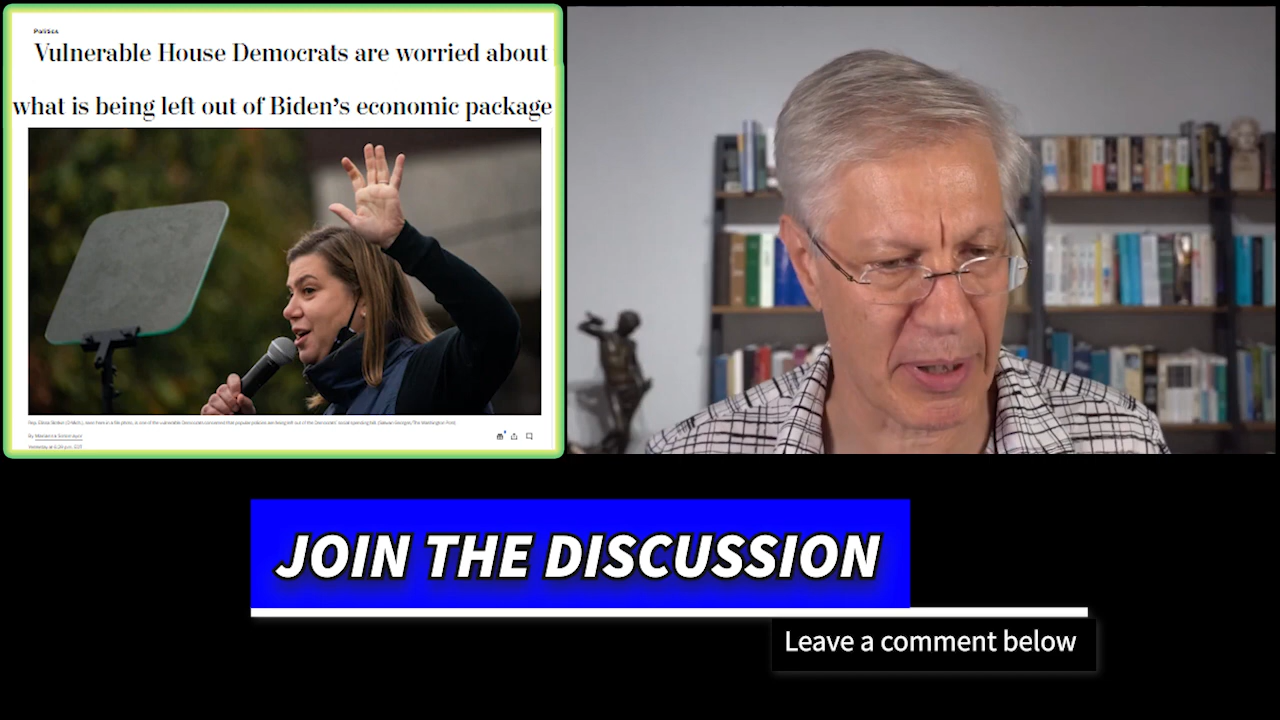 Politics
Vulnerable House Democrats are worried about
what is being left out of Biden's economic package
JOIN THE DISCUSSION
Leave a comment below